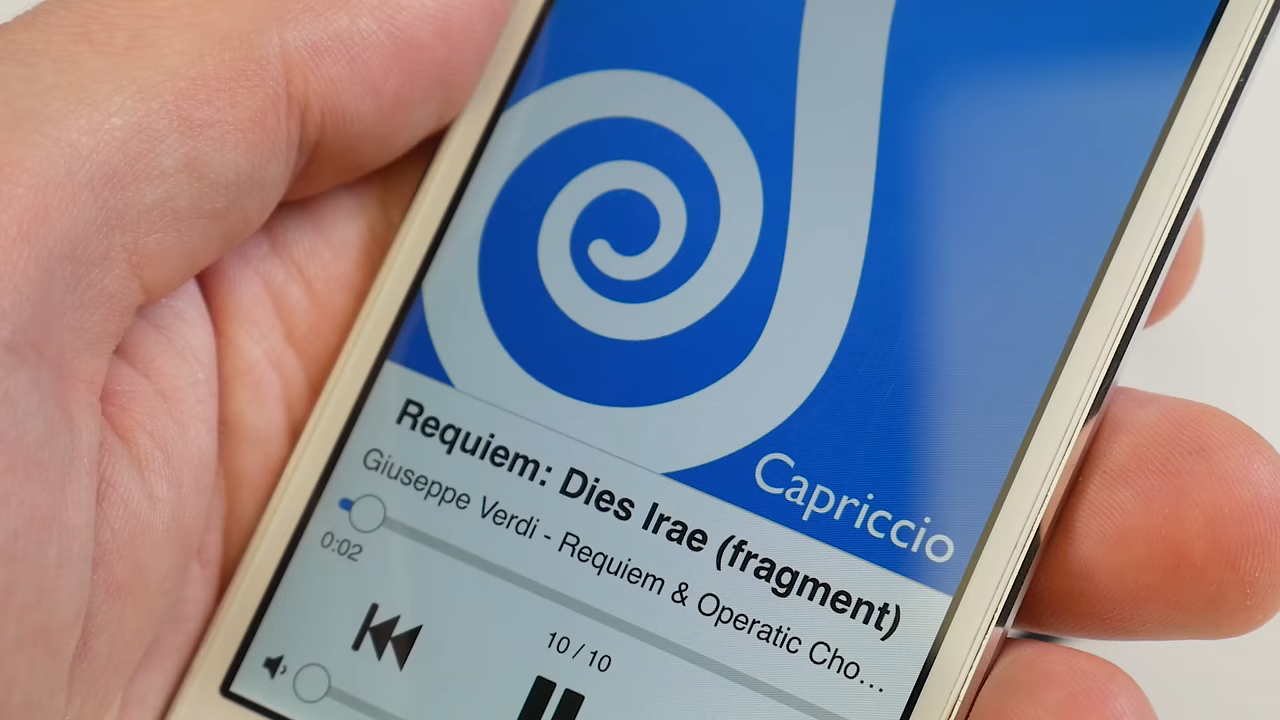 Capriccio
Requiem: Dies Irae (fragment)
Giuseppe Verdi - Requiem & Operatic Cho...
0:02
10 / 10